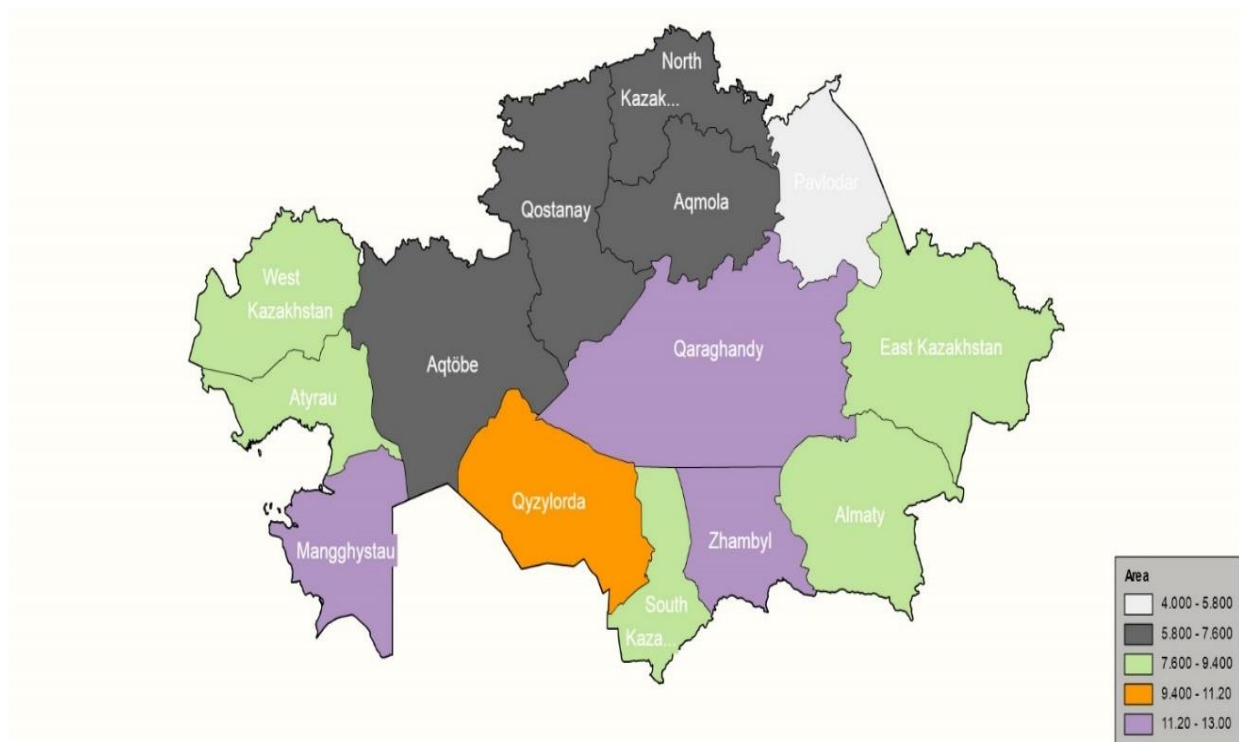 North
Kazak...
Pavlodar
Qostanay
Aqmola
West
Kazakhstan
Qaraghandy
East Kazakhstan
Aqtöbe
Atyrau
Qyzylorda
Almaty
Zhambyl
Mangghystau
South
Kaza...
Area
4.000 - 5.800
5.800 - 7.600
7.600 - 9.400
9.400 - 11.20
11.20 - 13.00